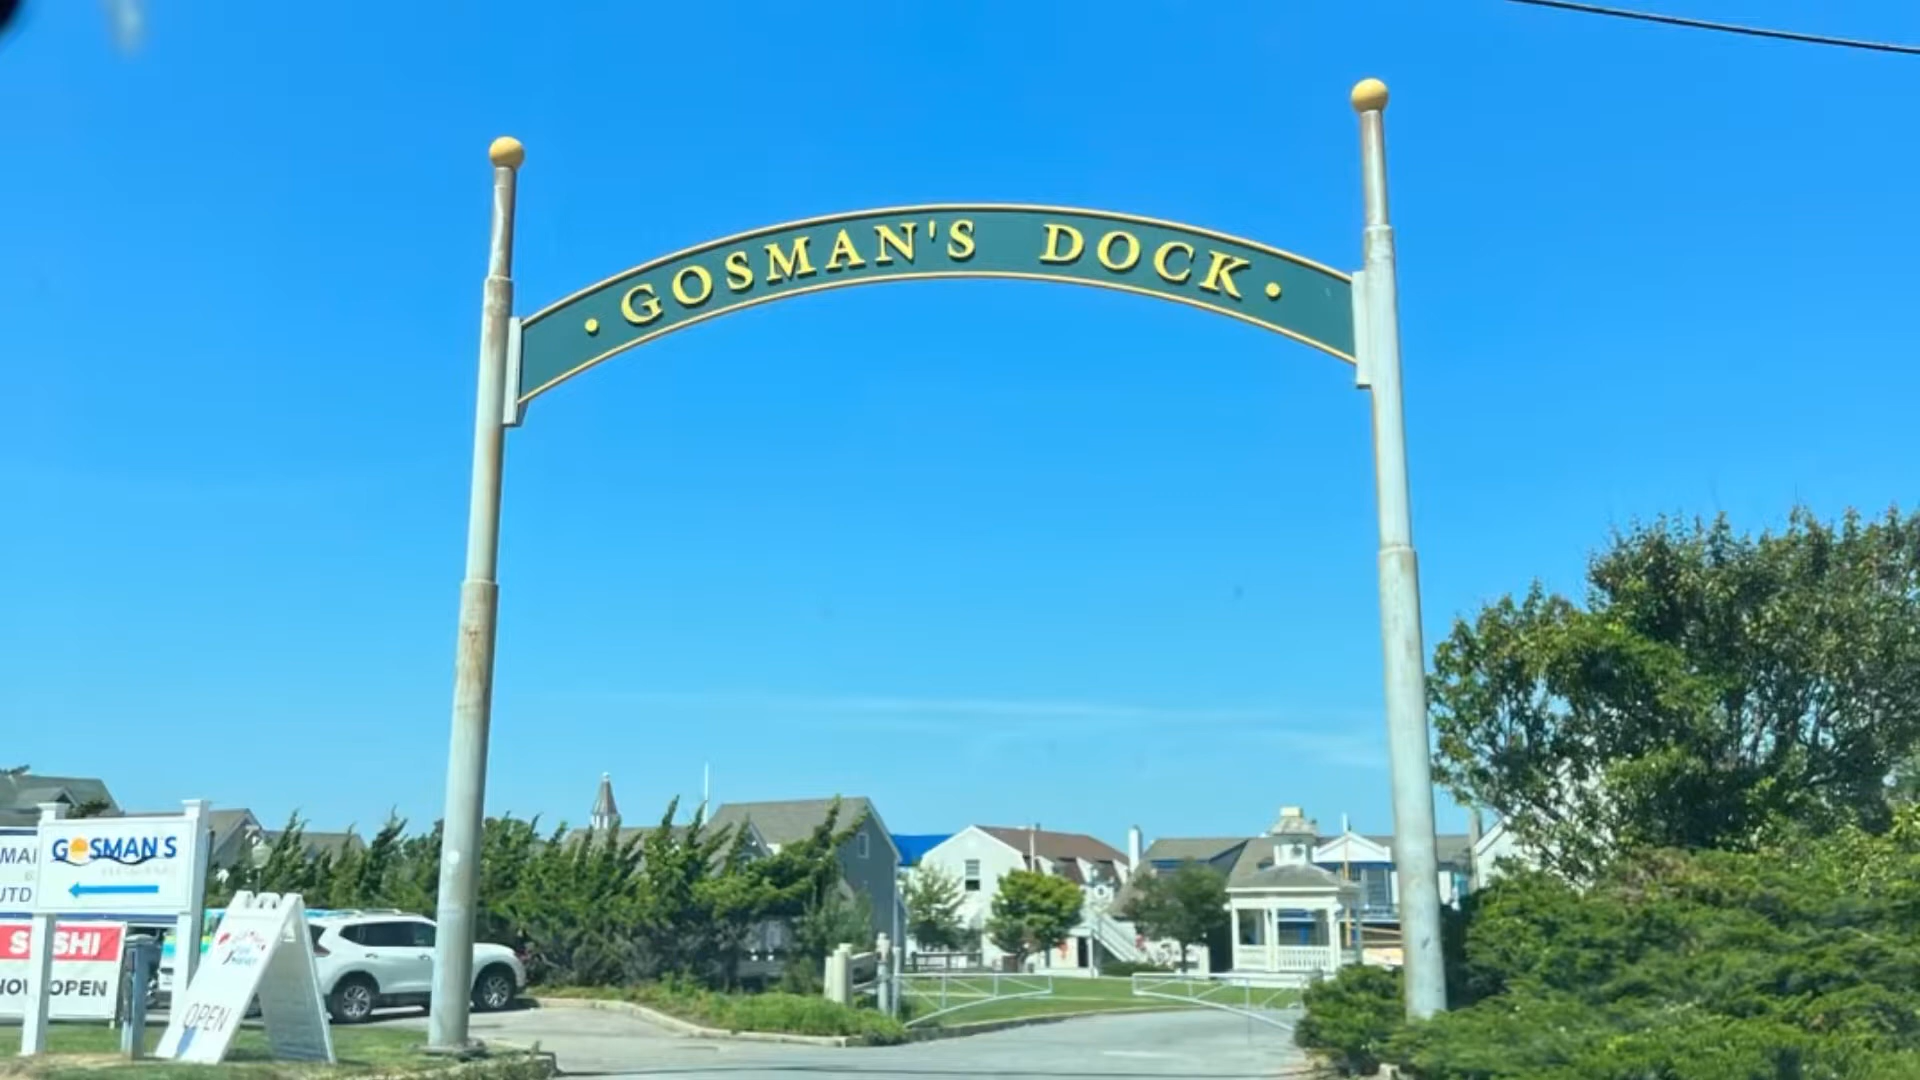 • GOSMAN'S DOCK •
GOSMAN'S
SUSHI
NOW OPEN
OPEN